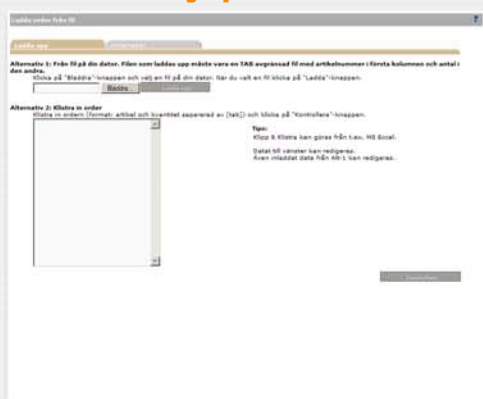 Ladda order från fil
?
Ladda upp
Alternativ 1: Från fil på din dator. Filen som laddas upp måste vara en TAB avgränsad fil med artikelnummer i första kolumnen och antal i
den andra.
Klicka på "Bläddra"-knappen och välj en fil på din dator. När du valt en fil klicka på "Ladda"-knappen.
Bläddra...
Alternativ 2: Klistra in order
Klistra in ordern (format: artikel och kvantitet separerad av [tab]) och klicka på "Kontrollera"-knappen.
Tips:
Klipp & Klistra kan göras från t.ex. MS Excel.
Datat till vänster kan redigeras.
Även inladdat data från Alt-1 kan redigeras.